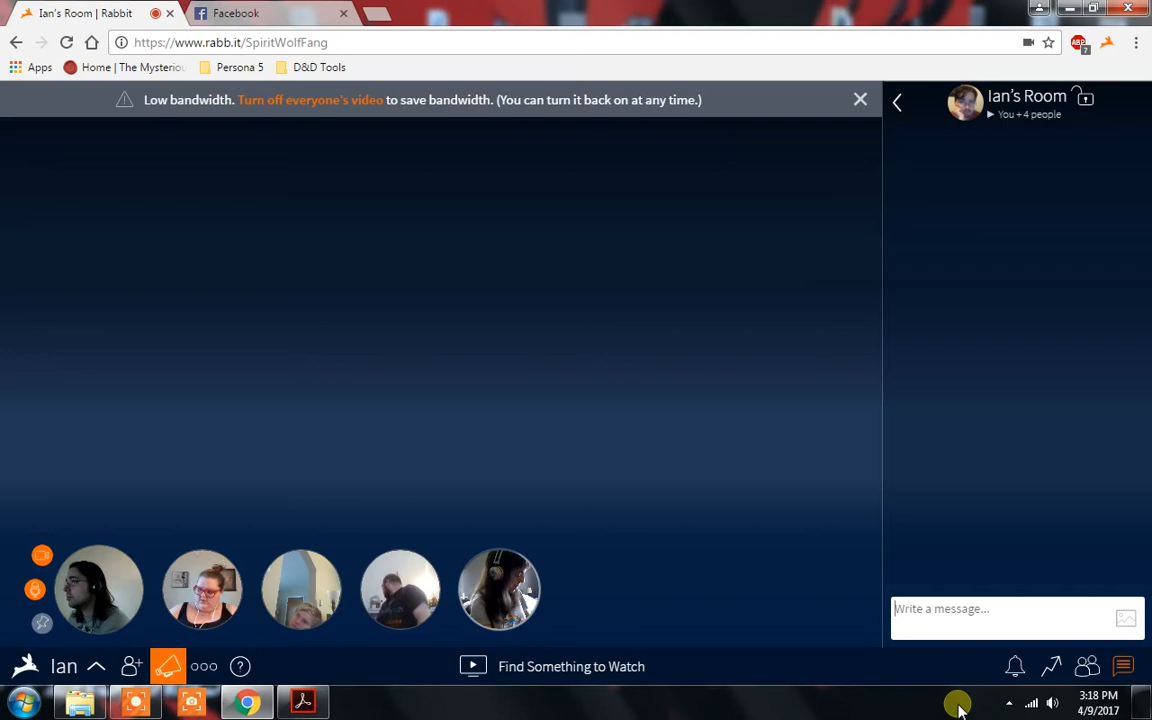 Ian's Room | Rabbit
Facebook
https://www.rabb.it/SpiritWolfFang
ABP
7
Apps
Home | The Mysteriou
Persona 5
D&D Tools
Low bandwidth. Turn off everyone's video to save bandwidth. (You can turn it back on at any time.)
Ian's Room
You + 4 people
Write a message...
Ian
Find Something to Watch
3:18 PM
4/9/2017